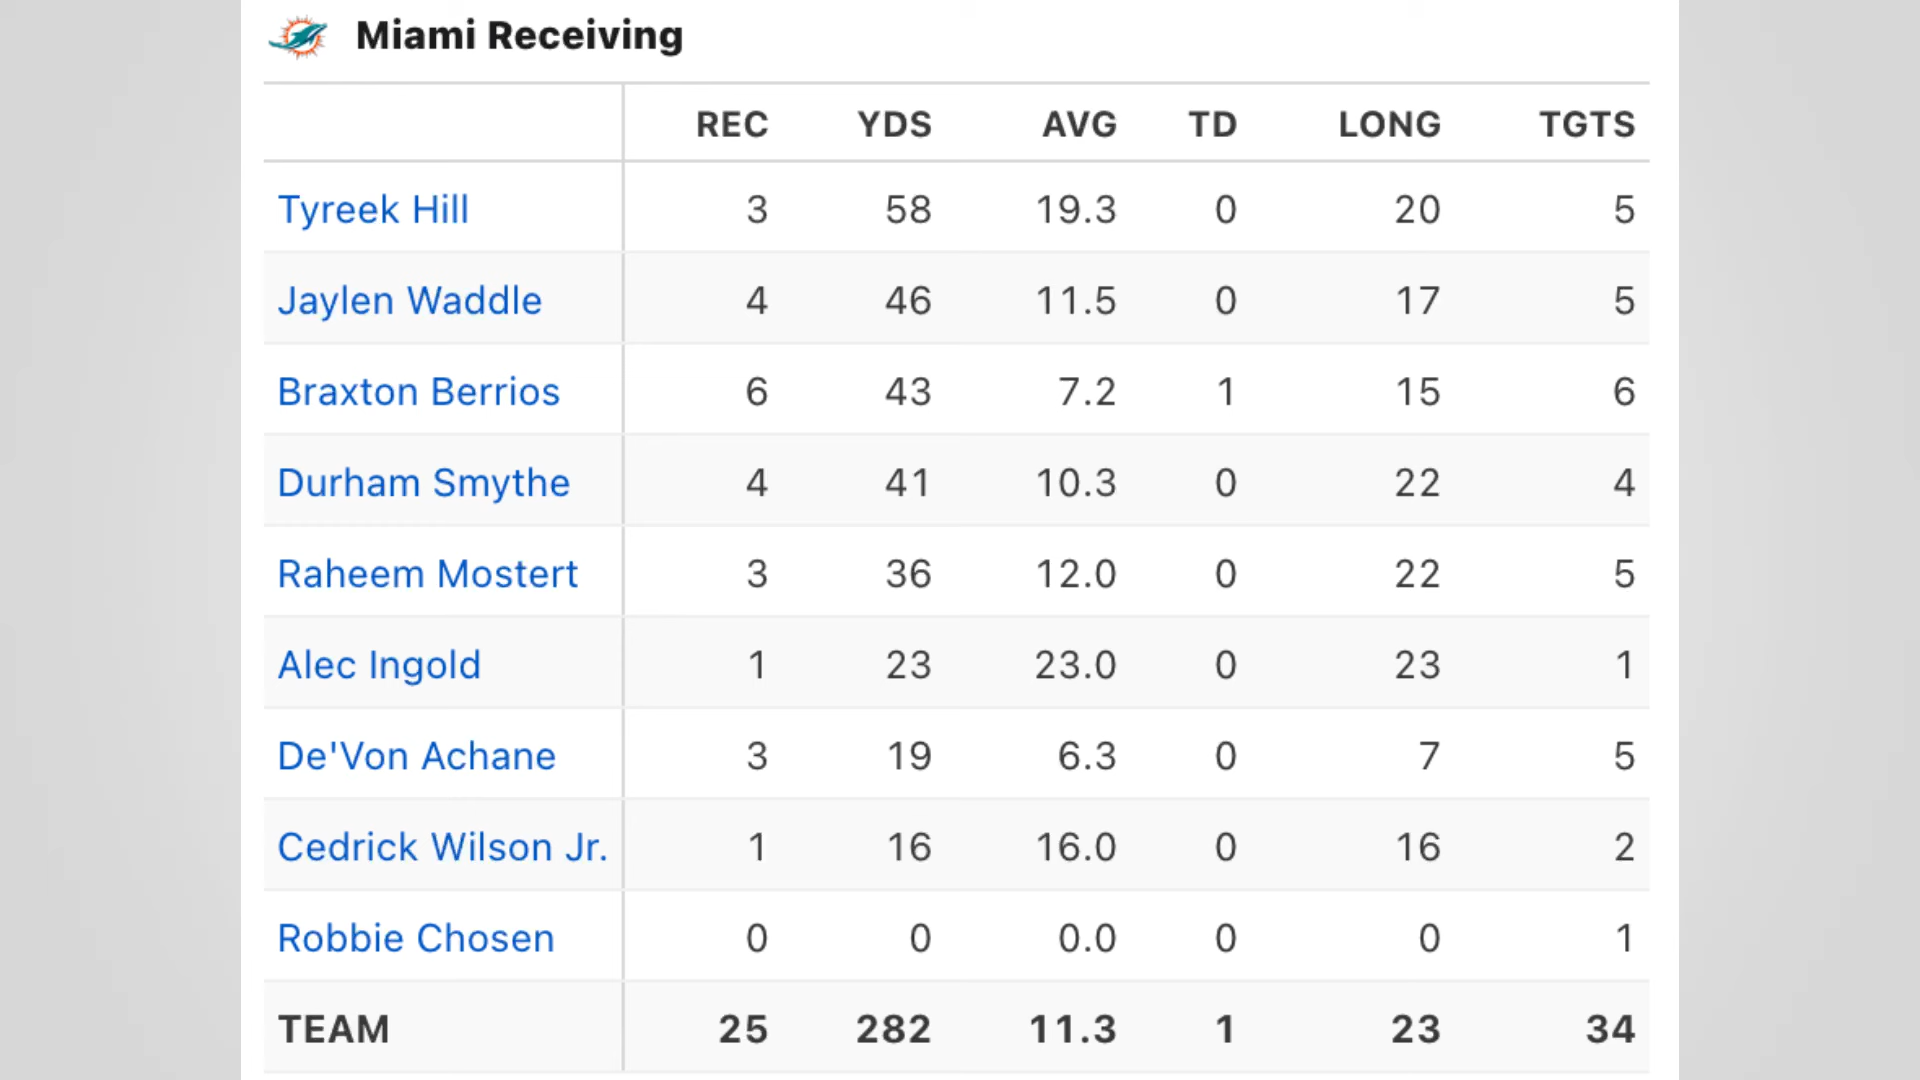 Miami Receiving
REC YDS AVG TD LONG TGTS
Tyreek Hill 3 58 19.3 0 20 5
Jaylen Waddle 4 46 11.5 0 17 5
Braxton Berrios 6 43 7.2 1 15 6
Durham Smythe 4 41 10.3 0 22 4
Raheem Mostert 3 36 12.0 0 22 5
Alec Ingold 1 23 23.0 0 23 1
De'Von Achane 3 19 6.3 0 7 5
Cedrick Wilson Jr. 1 16 16.0 0 16 2
Robbie Chosen 0 0 0.0 0 0 1
TEAM 25 282 11.3 1 23 34